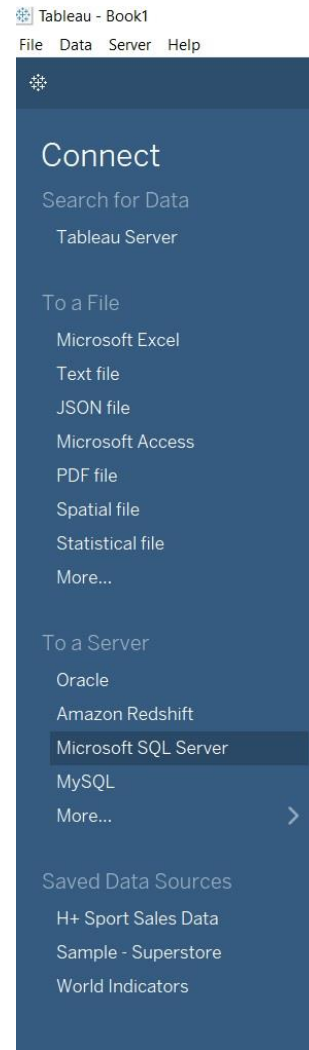 Tableau - Book1
File Data Server Help
Connect
Search for Data
Tableau Server
To a File
Microsoft Excel
Text file
JSON file
Microsoft Access
PDF file
Spatial file
Statistical file
More...
To a Server
Oracle
Amazon Redshift
Microsoft SQL Server
MySQL
More...
Saved Data Sources
H+ Sport Sales Data
Sample - Superstore
World Indicators